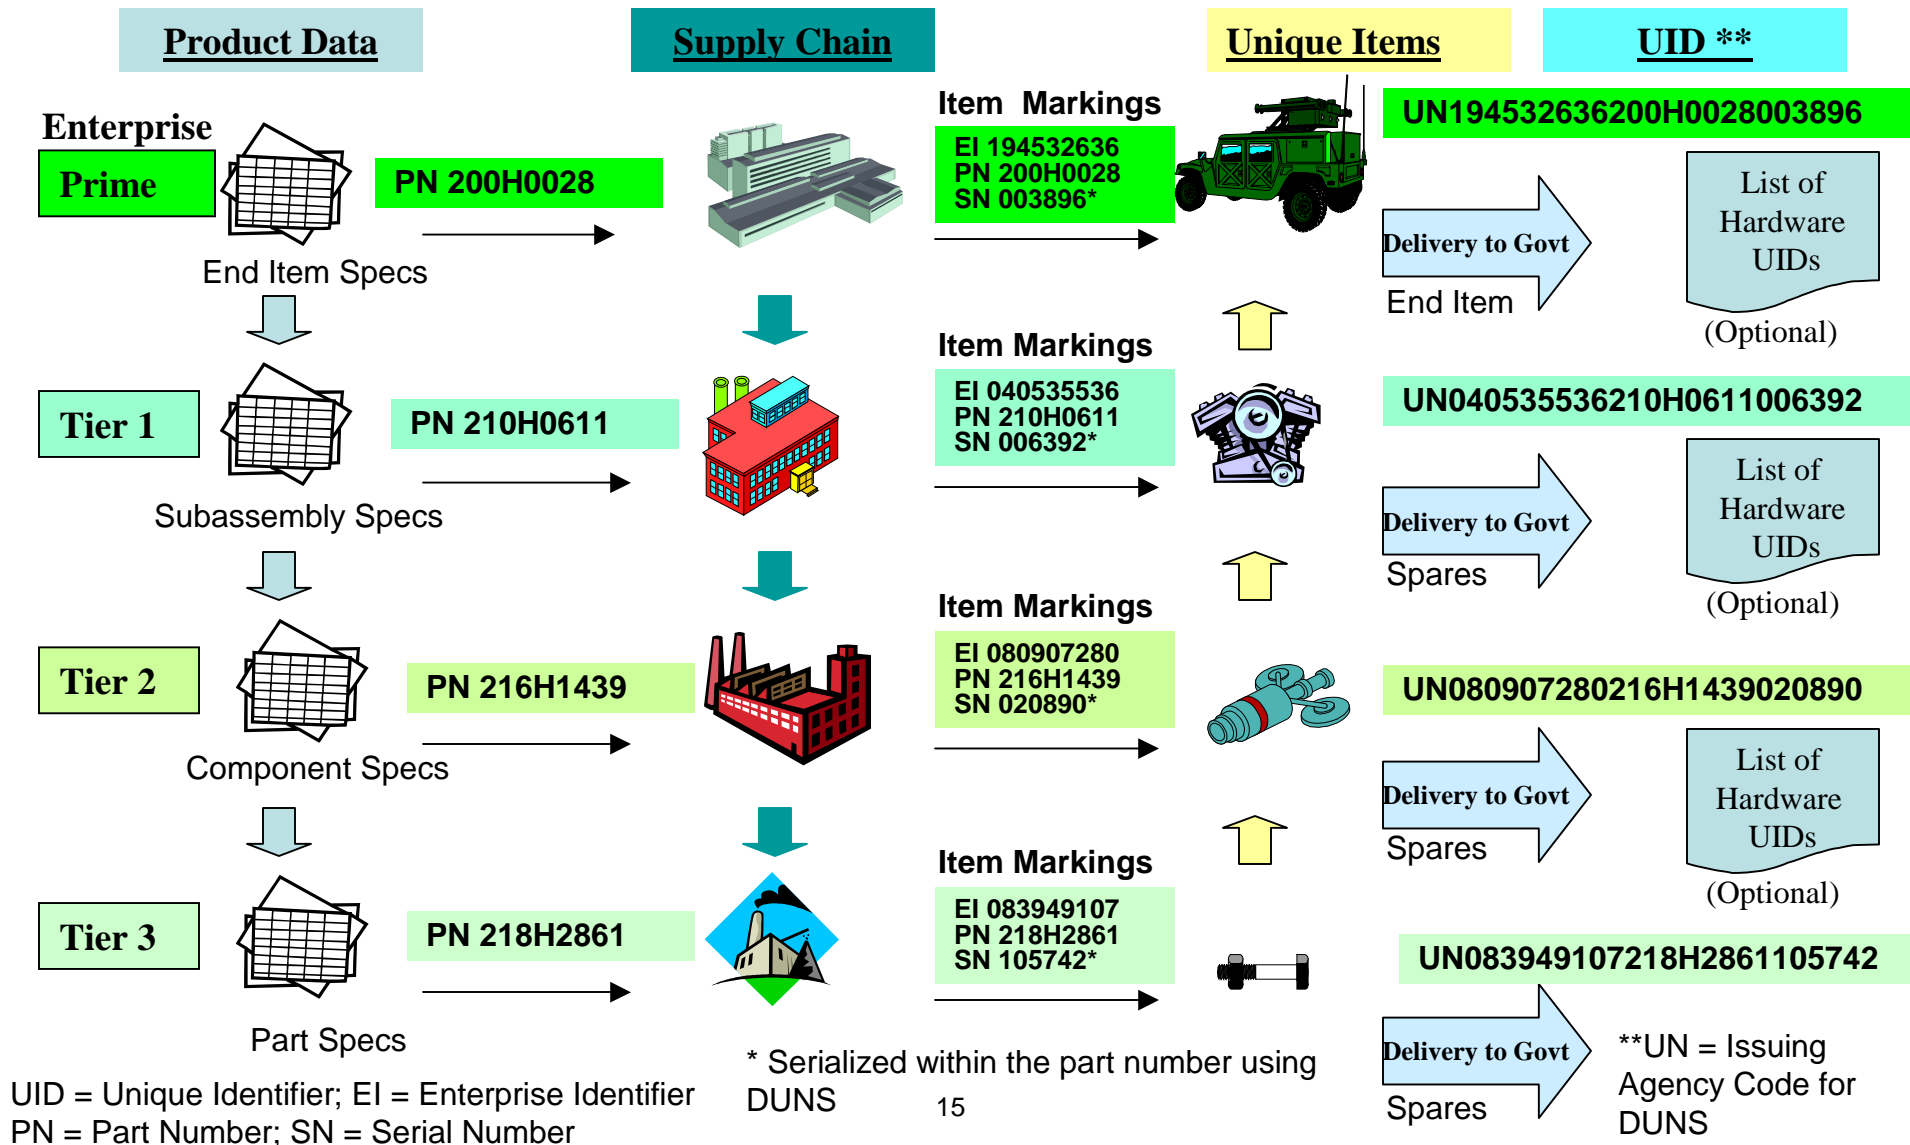 Product Data
Supply Chain
Unique Items
UID **
Enterprise
Prime
End Item Specs
PN 200H0028
Item Markings
EI 194532636
PN 200H0028
SN 003896*
UN194532636200H0028003896
Delivery to Govt
End Item
List of
Hardware
UIDs
(Optional)
Tier 1
Subassembly Specs
PN 210H0611
Item Markings
EI 040535536
PN 210H0611
SN 006392*
UN040535536210H0611006392
Delivery to Govt
Spares
List of
Hardware
UIDs
(Optional)
Tier 2
Component Specs
PN 216H1439
Item Markings
EI 080907280
PN 216H1439
SN 020890*
UN080907280216H1439020890
Delivery to Govt
Spares
List of
Hardware
UIDs
(Optional)
Tier 3
Part Specs
PN 218H2861
Item Markings
EI 083949107
PN 218H2861
SN 105742*
UN083949107218H2861105742
Delivery to Govt
Spares
**UN = Issuing
Agency Code for
DUNS
* Serialized within the part number using
DUNS
UID = Unique Identifier; EI = Enterprise Identifier
PN = Part Number; SN = Serial Number
15